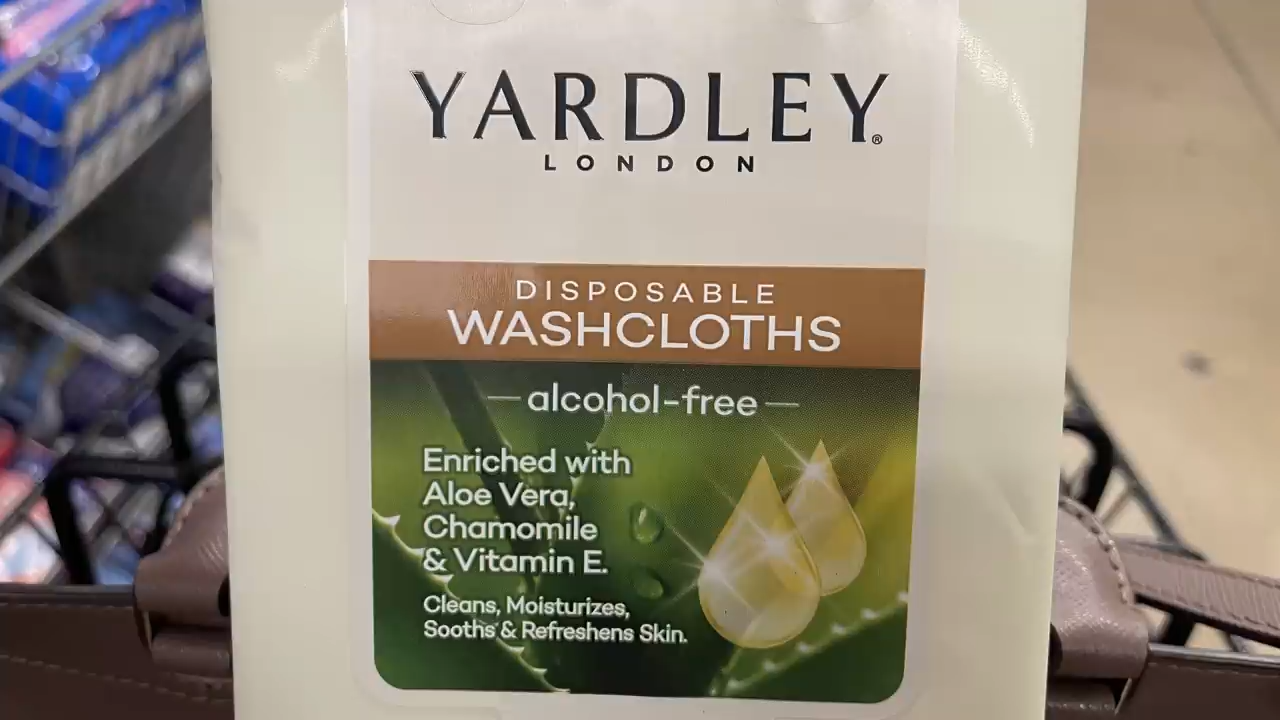 YARDLEY®
LONDON
DISPOSABLE
WASHCLOTHS
alcohol-free
Enriched with
Aloe Vera,
Chamomile
& Vitamin E.
Cleans, Moisturizes,
Sooths & Refreshens Skin.